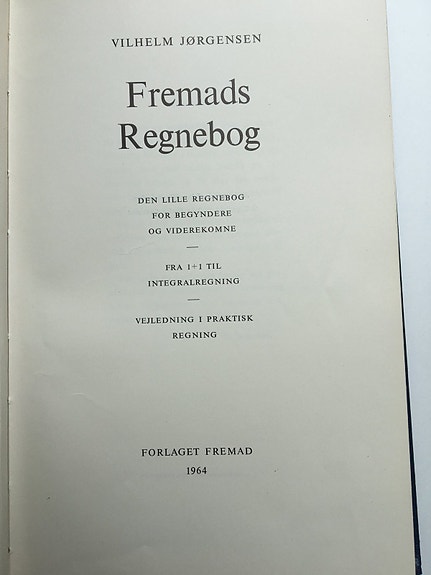 VILHELM JØRGENSEN
Fremads
Regnebog
DEN LILLE REGNEBOG
FOR BEGYNDERE
OG VIDEREKOMNE
FRA 1+1 TIL
INTEGRALREGNING
VEJLEDNING I PRAKTISK
REGNING
FORLAGET FREMAD
1964